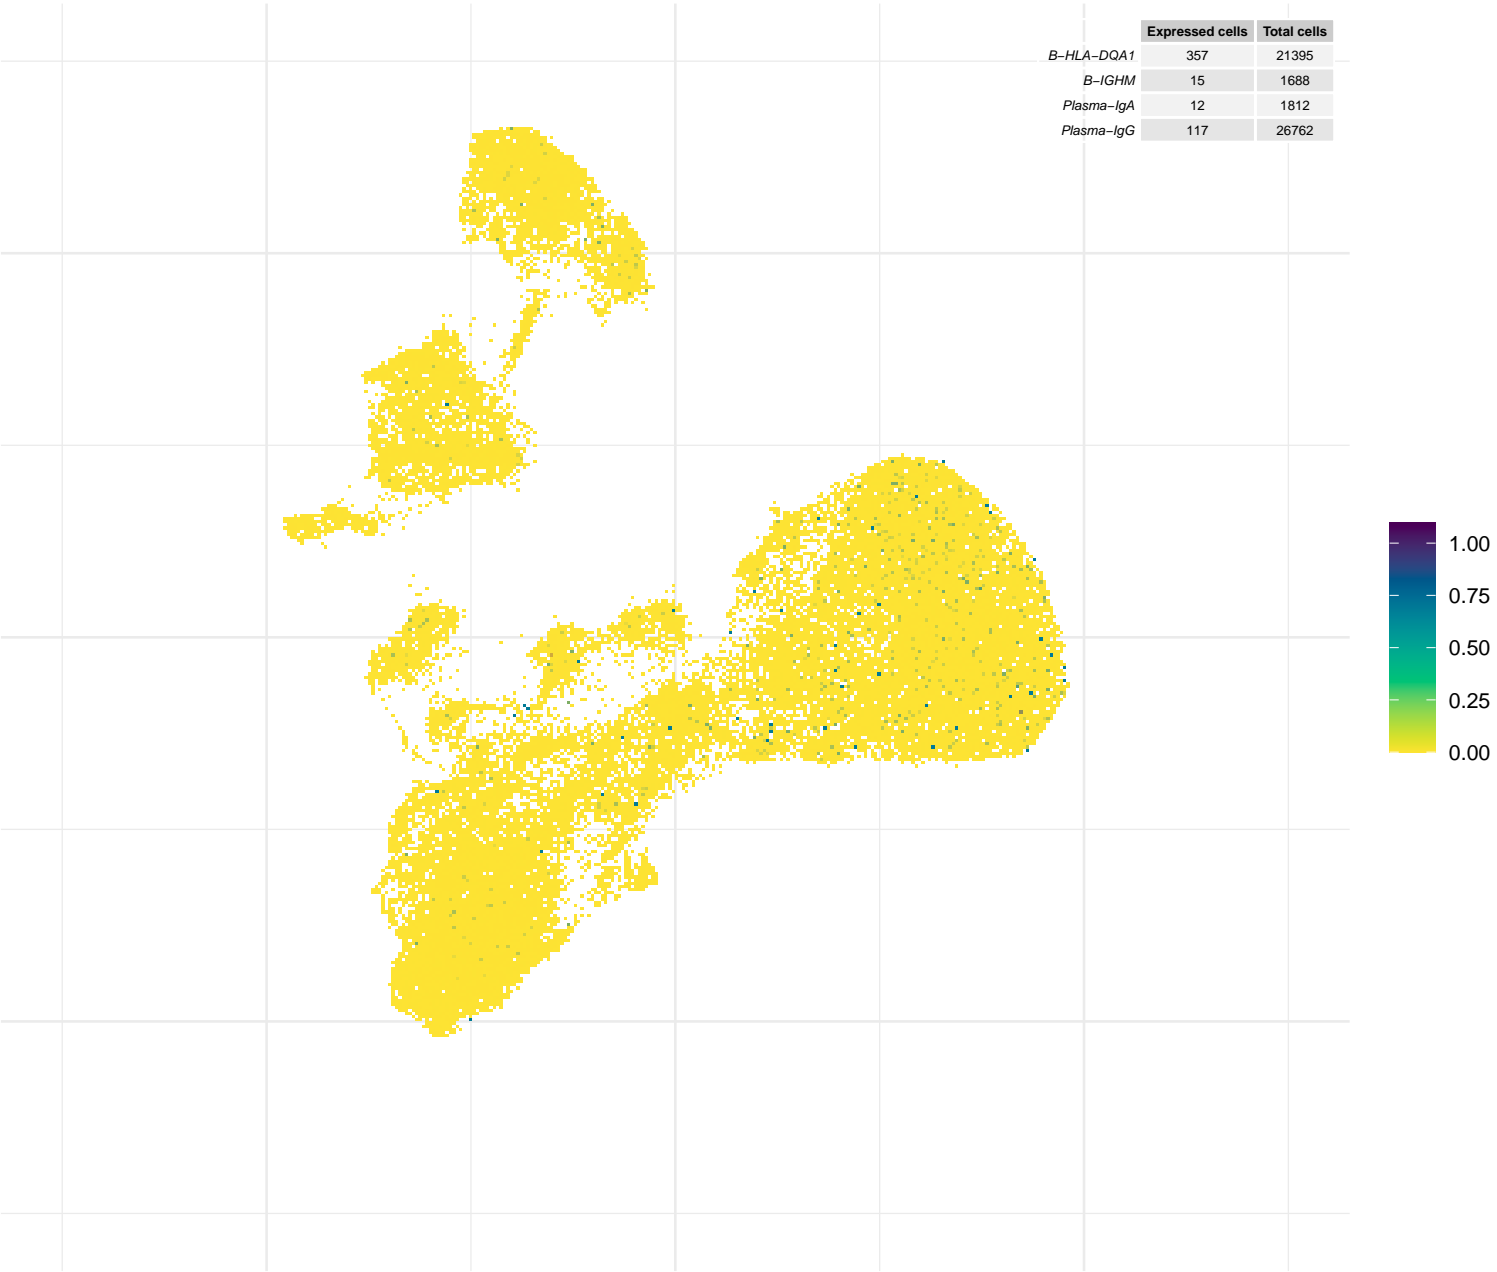 Expressed cells Total cells
B−HLA−DQA1 357 21395
B−IGHM 15 1688
Plasma−IgA 12 1812
Plasma−IgG 117 26762
1.00
0.75
0.50
0.25
0.00